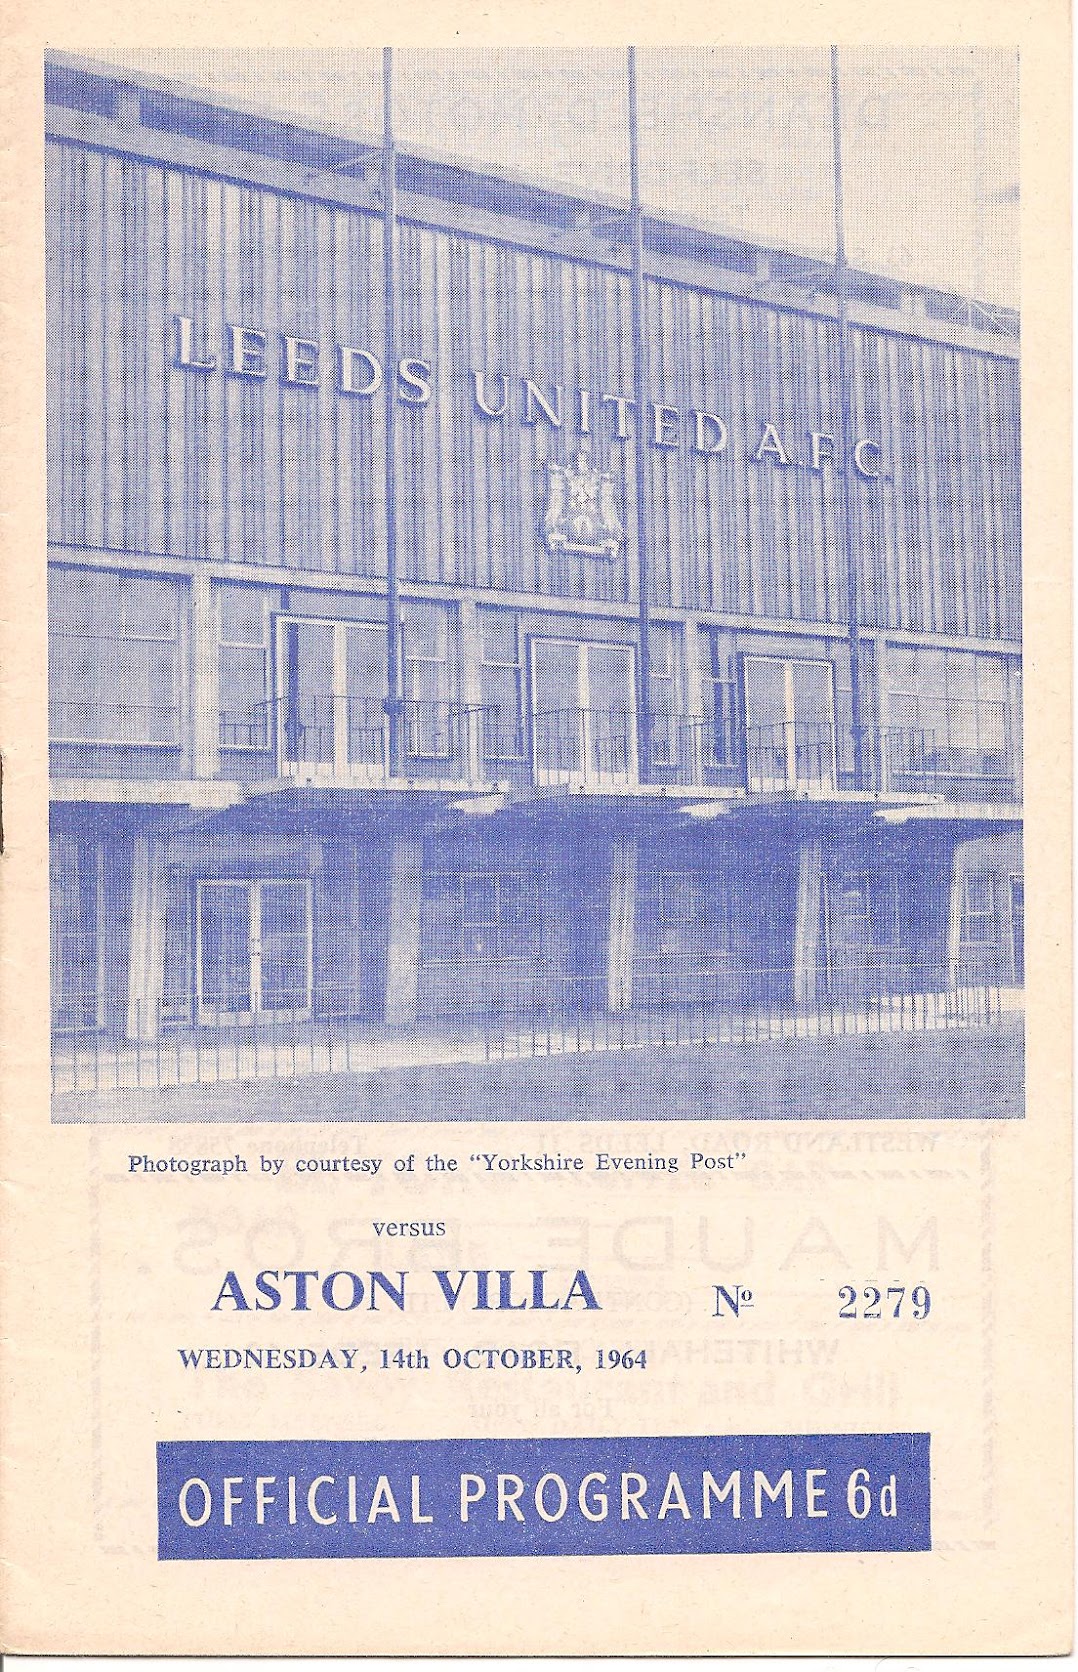 LEEDS UNITED A.F.C.
Photograph by courtesy of the "Yorkshire Evening Post"
versus
ASTON VILLA
Nº 2279
WEDNESDAY, 14th OCTOBER, 1964
OFFICIAL PROGRAMME 6d